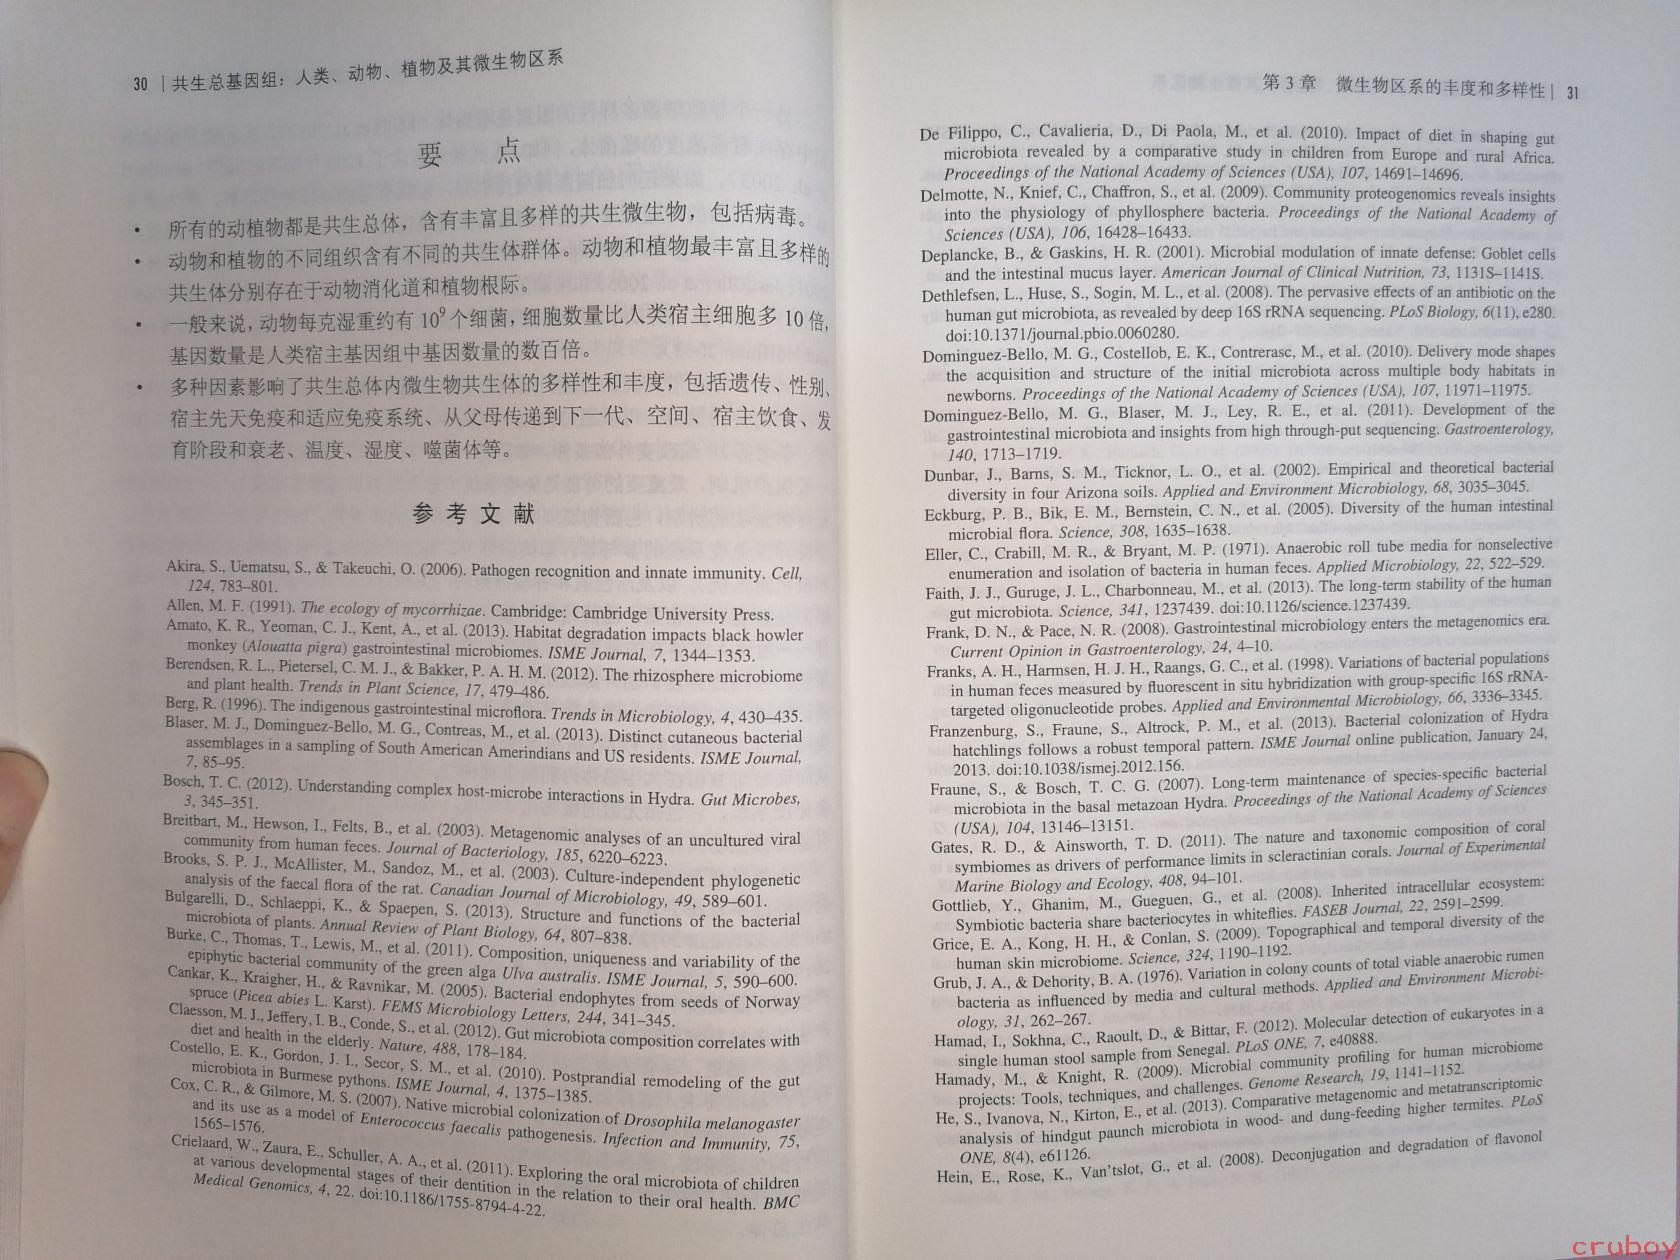 30 | 共生总基因组：人类、动物、植物及其微生物区系
要 点
• 所有的动植物都是共生总体，含有丰富且多样的共生微生物，包括病毒。
• 动物和植物的不同组织含有不同的共生体群体。动物和植物最丰富且多样的
共生体分别存在于动物消化道和植物根际。
• 一般来说，动物每克湿重约有 10⁹ 个细菌，细胞数量比人类宿主细胞多 10 倍，
基因数量是人类宿主基因组中基因数量的数百倍。
• 多种因素影响了共生总体内微生物共生体的多样性和丰度，包括遗传、性别、
宿主先天免疫和适应免疫系统、从父母传递到下一代、空间、宿主饮食、发
育阶段和衰老、温度、湿度、噬菌体等。
参 考 文 献
Akira, S., Uematsu, S., & Takeuchi, O. (2006). Pathogen recognition and innate immunity. Cell,
124, 783–801.
Allen, M. F. (1991). The ecology of mycorrhizae. Cambridge: Cambridge University Press.
Amato, K. R., Yeoman, C. J., Kent, A., et al. (2013). Habitat degradation impacts black howler
monkey (Alouatta pigra) gastrointestinal microbiomes. ISME Journal, 7, 1344–1353.
Berendsen, R. L., Pietersel, C. M. J., & Bakker, P. A. H. M. (2012). The rhizosphere microbiome
and plant health. Trends in Plant Science, 17, 479–486.
Berg, R. (1996). The indigenous gastrointestinal microflora. Trends in Microbiology, 4, 430–435.
Blaser, M. J., Dominguez-Bello, M. G., Contreas, M., et al. (2013). Distinct cutaneous bacterial
assemblages in a sampling of South American Amerindians and US residents. ISME Journal,
7, 85–95.
Bosch, T. C. (2012). Understanding complex host-microbe interactions in Hydra. Gut Microbes,
3, 345–351.
Breitbart, M., Hewson, I., Felts, B., et al. (2003). Metagenomic analyses of an uncultured viral
community from human feces. Journal of Bacteriology, 185, 6220–6223.
Brooks, S. P. J., McAllister, M., Sandoz, M., et al. (2003). Culture-independent phylogenetic
analysis of the faecal flora of the rat. Canadian Journal of Microbiology, 49, 589–601.
Bulgarelli, D., Schlaeppi, K., & Spaepen, S. (2013). Structure and functions of the bacterial
microbiota of plants. Annual Review of Plant Biology, 64, 807–838.
Burke, C., Thomas, T., Lewis, M., et al. (2011). Composition, uniqueness and variability of the
epiphytic bacterial community of the green alga Ulva australis. ISME Journal, 5, 590–600.
Cankar, K., Kraigher, H., & Ravnikar, M. (2005). Bacterial endophytes from seeds of Norway
spruce (Picea abies L. Karst). FEMS Microbiology Letters, 244, 341–345.
Claesson, M. J., Jeffery, I. B., Conde, S., et al. (2012). Gut microbiota composition correlates with
diet and health in the elderly. Nature, 488, 178–184.
Costello, E. K., Gordon, J. I., Secor, S. M., et al. (2010). Postprandial remodeling of the gut
microbiota in Burmese pythons. ISME Journal, 4, 1375–1385.
Cox, C. R., & Gilmore, M. S. (2007). Native microbial colonization of Drosophila melanogaster
and its use as a model of Enterococcus faecalis pathogenesis. Infection and Immunity, 75,
1565–1576.
Crielaard, W., Zaura, E., Schuller, A. A., et al. (2011). Exploring the oral microbiota of children
at various developmental stages of their dentition in the relation to their oral health. BMC
Medical Genomics, 4, 22. doi:10.1186/1755-8794-4-22.
第 3 章 微生物区系的丰度和多样性 | 31
De Filippo, C., Cavalieria, D., Di Paola, M., et al. (2010). Impact of diet in shaping gut
microbiota revealed by a comparative study in children from Europe and rural Africa.
Proceedings of the National Academy of Sciences (USA), 107, 14691–14696.
Delmotte, N., Knief, C., Chaffron, S., et al. (2009). Community proteogenomics reveals insights
into the physiology of phyllosphere bacteria. Proceedings of the National Academy of
Sciences (USA), 106, 16428–16433.
Deplancke, B., & Gaskins, H. R. (2001). Microbial modulation of innate defense: Goblet cells
and the intestinal mucus layer. American Journal of Clinical Nutrition, 73, 1131S–1141S.
Dethlefsen, L., Huse, S., Sogin, M. L., et al. (2008). The pervasive effects of an antibiotic on the
human gut microbiota, as revealed by deep 16S rRNA sequencing. PLoS Biology, 6(11), e280.
doi:10.1371/journal.pbio.0060280.
Dominguez-Bello, M. G., Costellob, E. K., Contrerasc, M., et al. (2010). Delivery mode shapes
the acquisition and structure of the initial microbiota across multiple body habitats in
newborns. Proceedings of the National Academy of Sciences (USA), 107, 11971–11975.
Dominguez-Bello, M. G., Blaser, M. J., Ley, R. E., et al. (2011). Development of the
gastrointestinal microbiota and insights from high through-put sequencing. Gastroenterology,
140, 1713–1719.
Dunbar, J., Barns, S. M., Ticknor, L. O., et al. (2002). Empirical and theoretical bacterial
diversity in four Arizona soils. Applied and Environment Microbiology, 68, 3035–3045.
Eckburg, P. B., Bik, E. M., Bernstein, C. N., et al. (2005). Diversity of the human intestinal
microbial flora. Science, 308, 1635–1638.
Eller, C., Crabill, M. R., & Bryant, M. P. (1971). Anaerobic roll tube media for nonselective
enumeration and isolation of bacteria in human feces. Applied Microbiology, 22, 522–529.
Faith, J. J., Guruge, J. L., Charbonneau, M., et al. (2013). The long-term stability of the human
gut microbiota. Science, 341, 1237439. doi:10.1126/science.1237439.
Frank, D. N., & Pace, N. R. (2008). Gastrointestinal microbiology enters the metagenomics era.
Current Opinion in Gastroenterology, 24, 4–10.
Franks, A. H., Harmsen, H. J. H., Raangs, G. C., et al. (1998). Variations of bacterial populations
in human feces measured by fluorescent in situ hybridization with group-specific 16S rRNA-
targeted oligonucleotide probes. Applied and Environmental Microbiology, 66, 3336–3345.
Franzenburg, S., Fraune, S., Altrock, P. M., et al. (2013). Bacterial colonization of Hydra
hatchlings follows a robust temporal pattern. ISME Journal online publication, January 24,
2013. doi:10.1038/ismej.2012.156.
Fraune, S., & Bosch, T. C. G. (2007). Long-term maintenance of species-specific bacterial
microbiota in the basal metazoan Hydra. Proceedings of the National Academy of Sciences
(USA), 104, 13146–13151.
Gates, R. D., & Ainsworth, T. D. (2011). The nature and taxonomic composition of coral
symbiomes as drivers of performance limits in scleractinian corals. Journal of Experimental
Marine Biology and Ecology, 408, 94–101.
Gottlieb, Y., Ghanim, M., Gueguen, G., et al. (2008). Inherited intracellular ecosystem:
Symbiotic bacteria share bacteriocytes in whiteflies. FASEB Journal, 22, 2591–2599.
Grice, E. A., Kong, H. H., & Conlan, S. (2009). Topographical and temporal diversity of the
human skin microbiome. Science, 324, 1190–1192.
Grub, J. A., & Dehority, B. A. (1976). Variation in colony counts of total viable anaerobic rumen
bacteria as influenced by media and cultural methods. Applied and Environment Microbi-
ology, 31, 262–267.
Hamad, I., Sokhna, C., Raoult, D., & Bittar, F. (2012). Molecular detection of eukaryotes in a
single human stool sample from Senegal. PLoS ONE, 7, e40888.
Hamady, M., & Knight, R. (2009). Microbial community profiling for human microbiome
projects: Tools, techniques, and challenges. Genome Research, 19, 1141–1152.
He, S., Ivanova, N., Kirton, E., et al. (2013). Comparative metagenomic and metatranscriptomic
analysis of hindgut paunch microbiota in wood- and dung-feeding higher termites. PLoS
ONE, 8(4), e61126.
Hein, E., Rose, K., Van'tslot, G., et al. (2008). Deconjugation and degradation of flavonol
cruboy